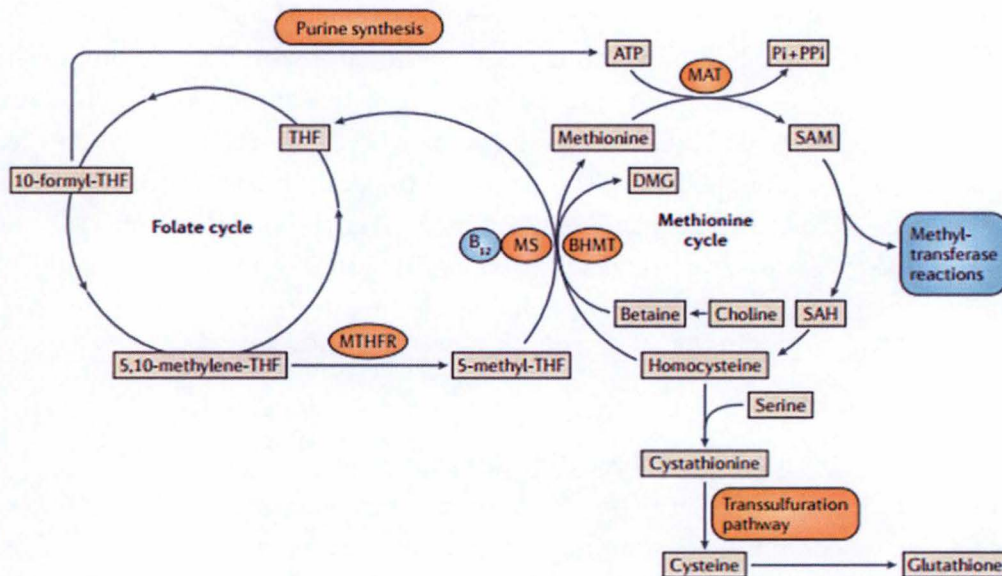 Purine synthesis
ATP
Pi+PPi
MAT
THF
Methionine
SAM
10-formyl-THF
DMG
Folate cycle
Methionine
cycle
B12
MS
BHMT
Methyl-
transferase
reactions
Betaine
Choline
SAH
MTHFR
5,10-methylene-THF
5-methyl-THF
Homocysteine
Serine
Cystathionine
Transsulfuration
pathway
Cysteine
Glutathione